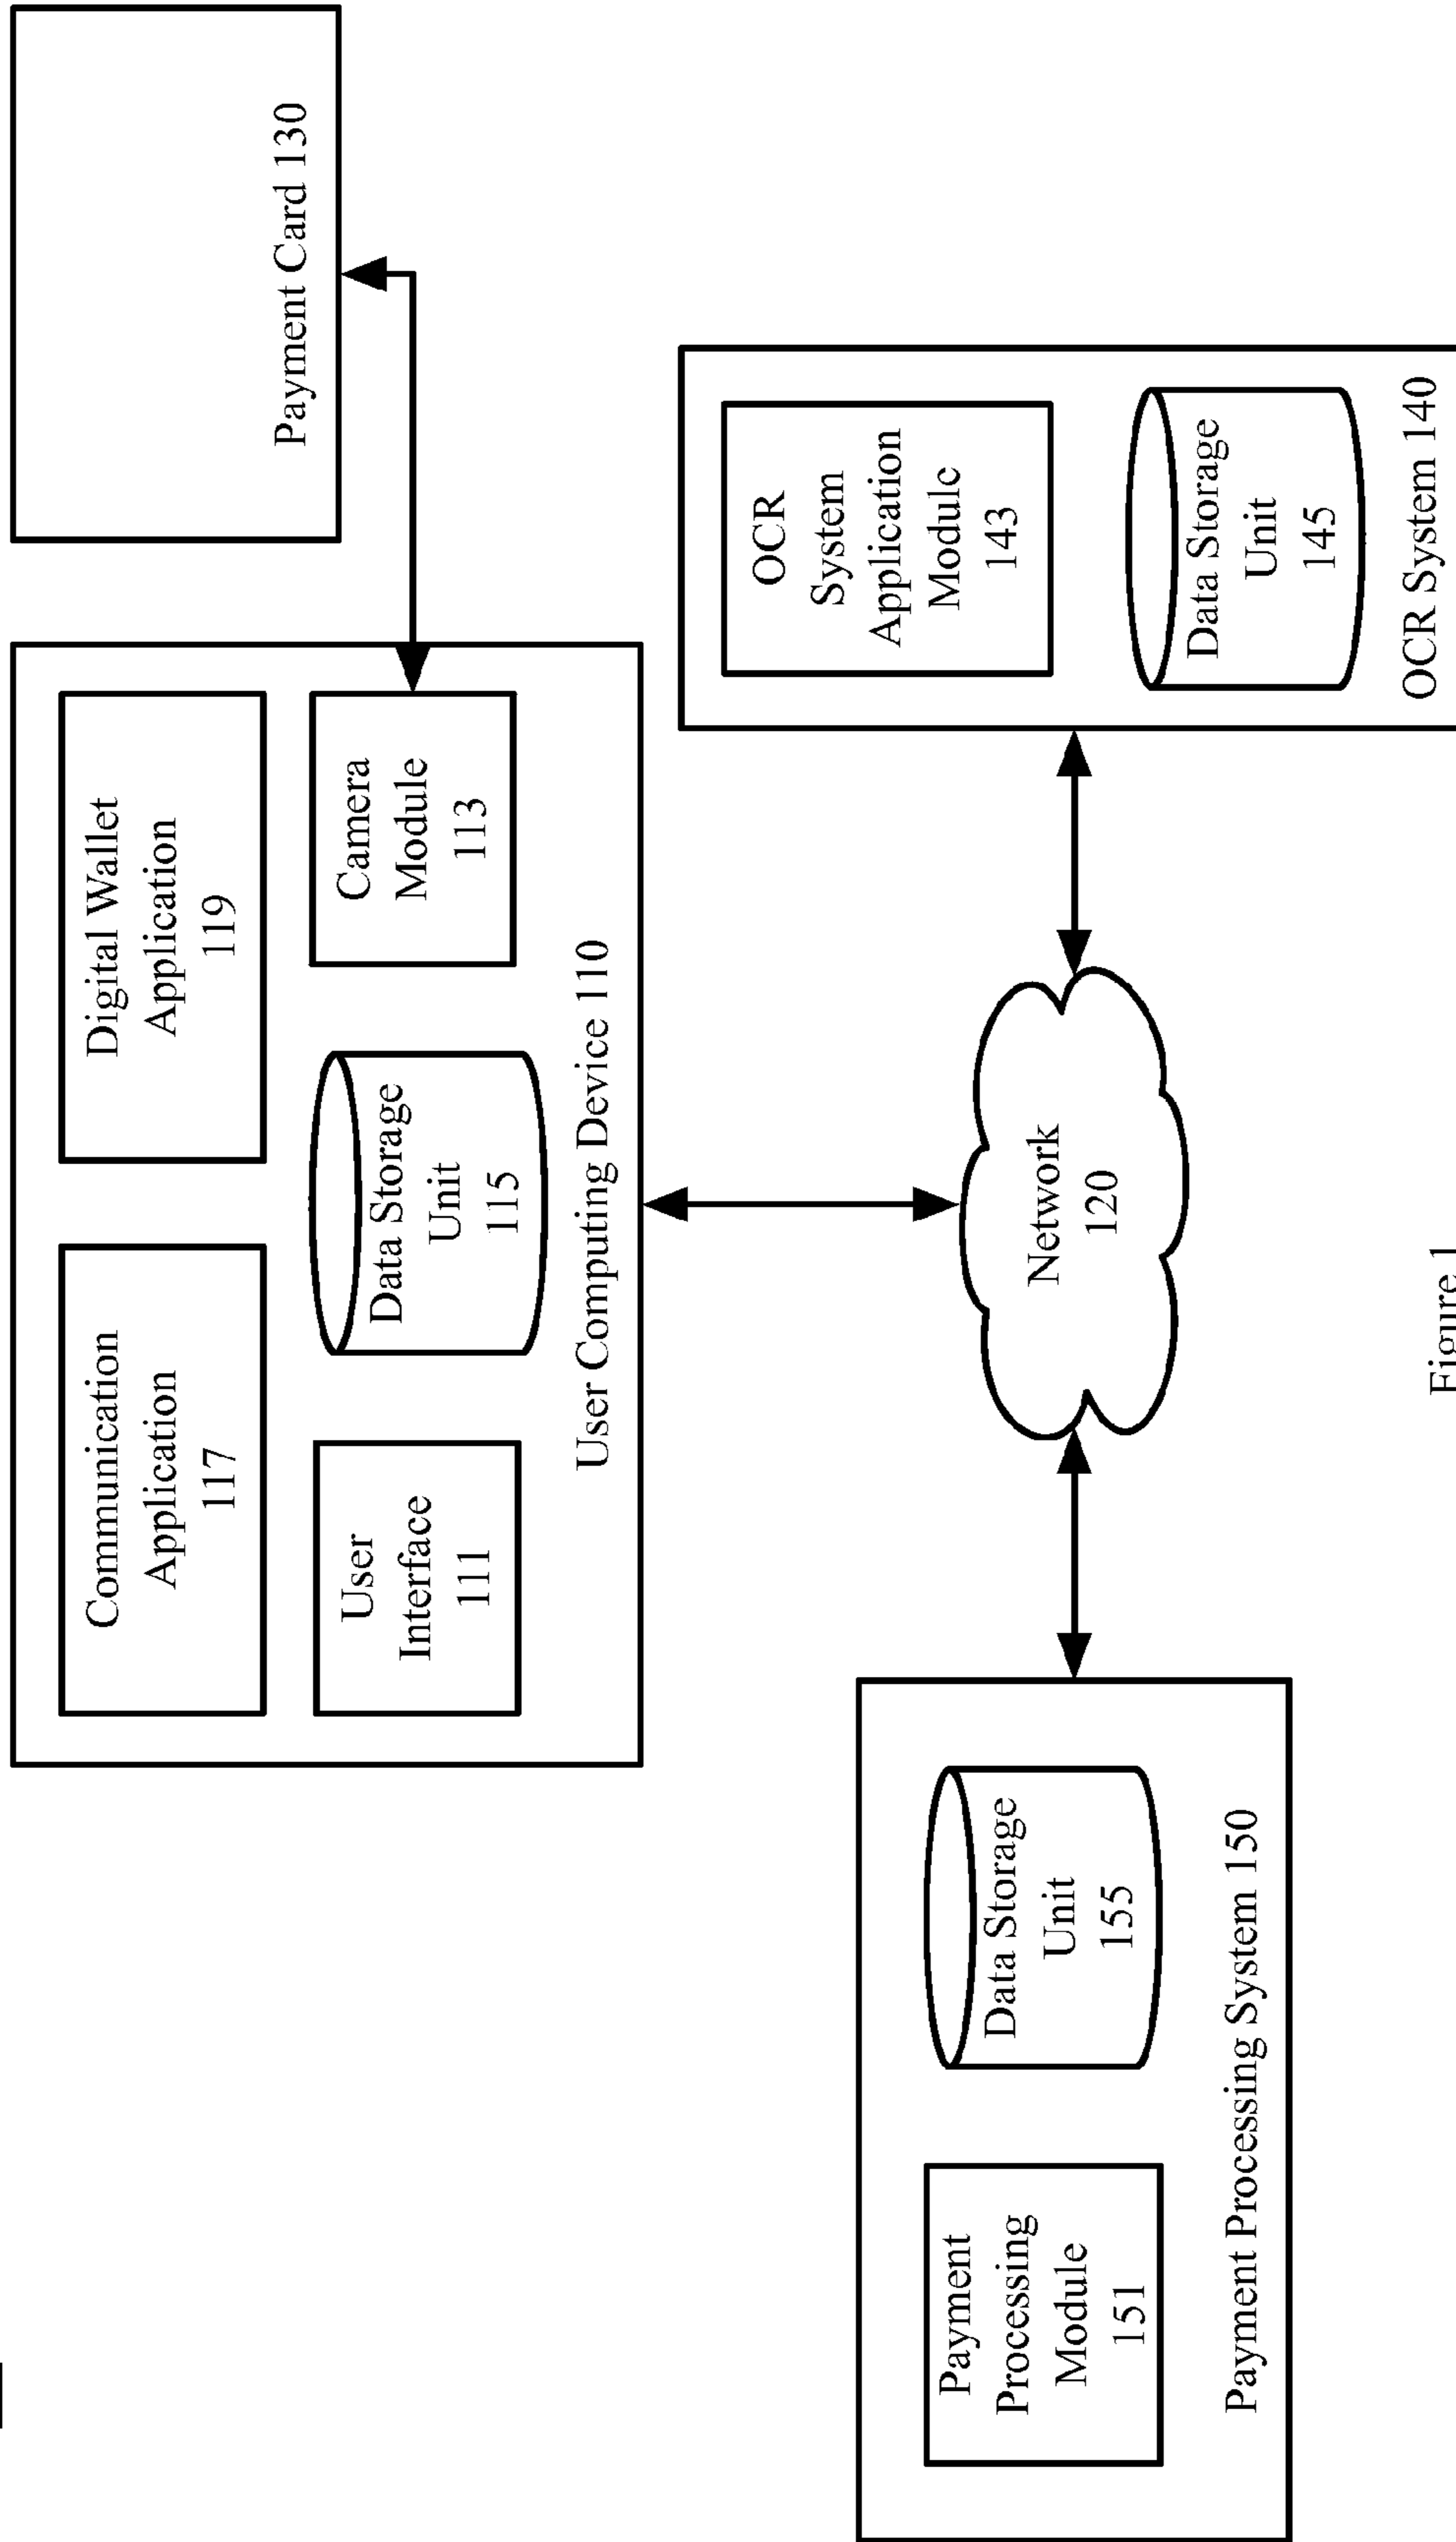 Communication
Application
117
Digital Wallet
Application
119
User
Interface
111
Data Storage
Unit
115
Camera
Module
113
User Computing Device 110
Payment Card 130
Network
120
Payment
Processing
Module
151
Data Storage
Unit
155
Payment Processing System 150
OCR
System
Application
Module
143
Data Storage
Unit
145
OCR System 140
Figure 1